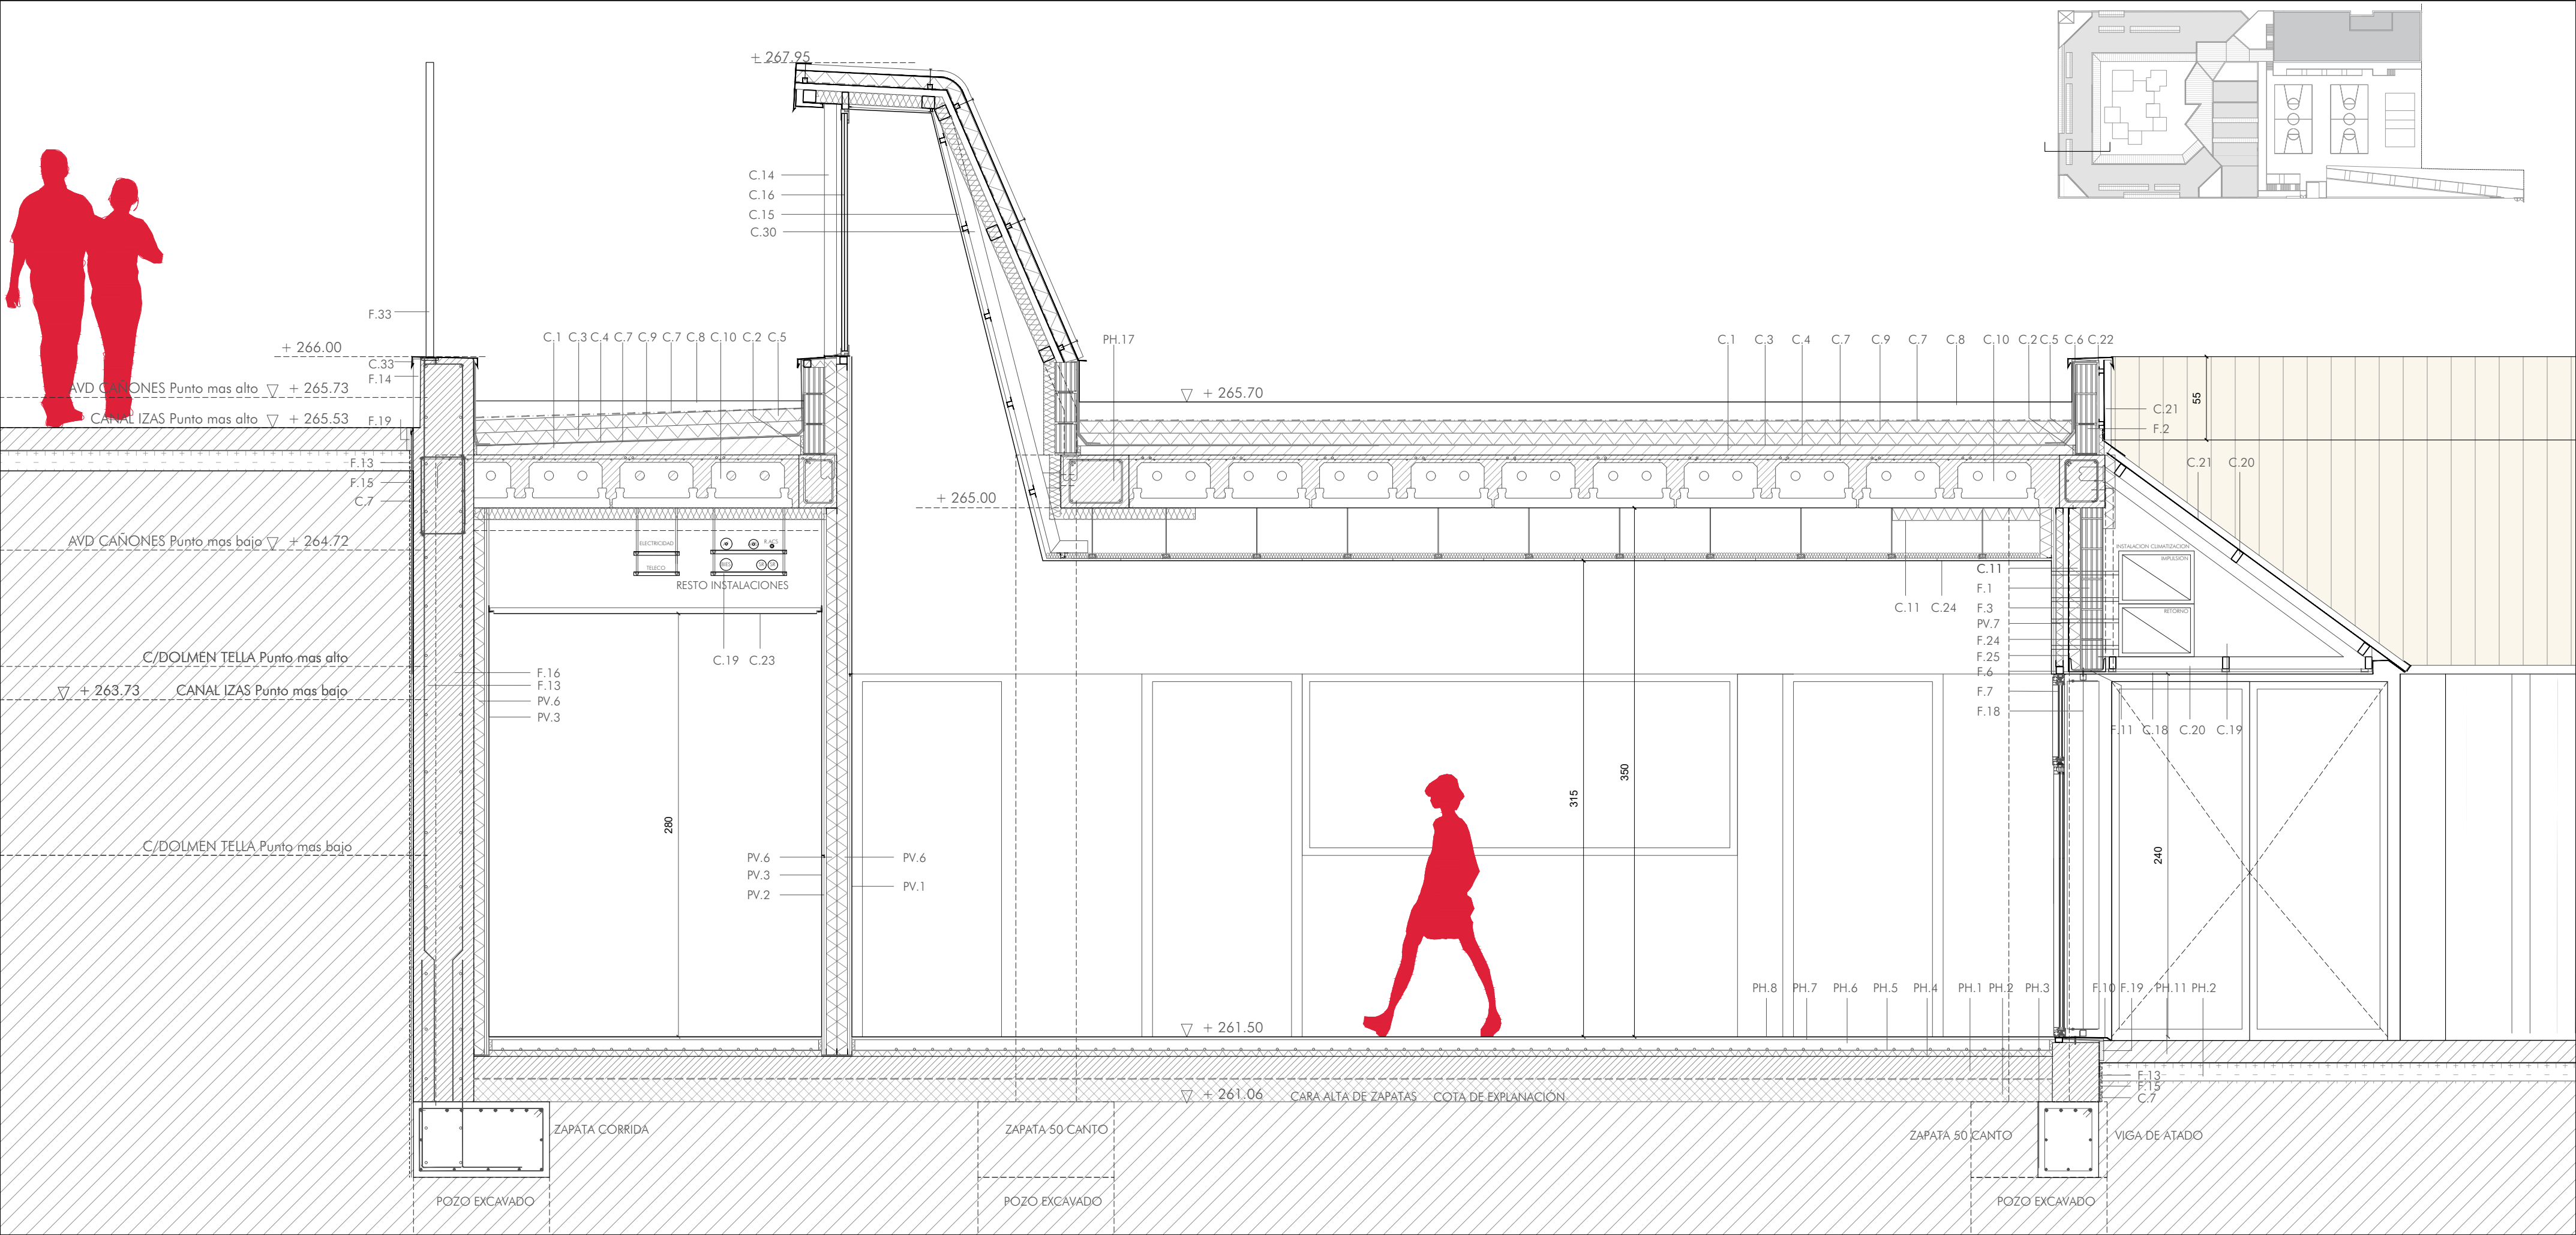 + 267.95
C.14
C.16
C.15
C.30
F.33
+ 266.00
C.1 C.3 C.4 C.7 C.9 C.7 C.8 C.10 C.2 C.5
PH.17
C.1 C.3 C.4 C.7 C.9 C.7 C.8 C.10 C.2 C.5 C.6 C.22
C.33
F.14
AVD CAÑONES Punto mas alto + 265.73
+ 265.70
55
C.21
F.2
CANAL IZAS Punto mas alto + 265.53
F.19
F.13
F.15
C.7
C.21 C.20
+ 265.00
AVD CAÑONES Punto mas bajo + 264.72
ELECTRICIDAD
TELECO
R.ACS
RESTO INSTALACIONES
INSTALACION CLIMATIZACION
IMPULSIÓN
RETORNO
C.11
F.1
F.3
PV.7
F.24
F.25
F.6
F.7
F.18
C.11 C.24
C.19 C.23
C/DOLMEN TELLA Punto mas alto
+ 263.73 CANAL IZAS Punto mas bajo
F.16
F.13
PV.6
PV.3
F.11 C.18 C.20 C.19
280
315
350
240
C/DOLMEN TELLA Punto mas bajo
PV.6
PV.3
PV.2
PV.6
PV.1
PH.8 PH.7 PH.6 PH.5 PH.4 PH.1 PH.2 PH.3 F.10 F.19 PH.11 PH.2
+ 261.50
F.13
F.15
C.7
+ 261.06 CARA ALTA DE ZAPATAS COTA DE EXPLANACIÓN
ZAPATA CORRIDA
ZAPATA 50 CANTO
ZAPATA 50 CANTO
VIGA DE ATADO
POZO EXCAVADO
POZO EXCAVADO
POZO EXCAVADO